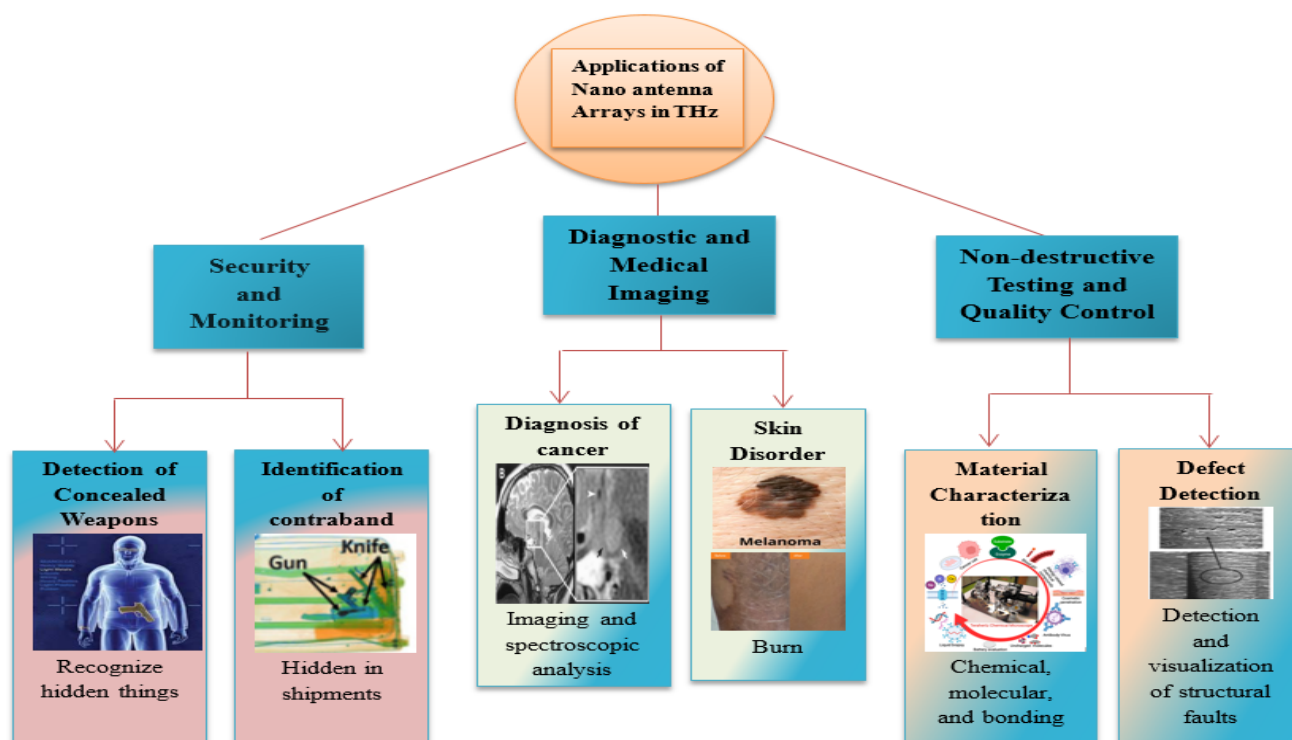 Applications of
Nano antenna
Arrays in THz
Security
and
Monitoring
Diagnostic and
Medical
Imaging
Non-destructive
Testing and
Quality Control
Detection of
Concealed
Weapons
Recognize
hidden things
Identification
of
contraband
Gun
Knife
Hidden in
shipments
Diagnosis of
cancer
Imaging and
spectroscopic
analysis
Skin
Disorder
Melanoma
Burn
Material
Characteriza
tion
Chemical,
molecular,
and bonding
Defect
Detection
Detection
and
visualization
of structural
faults